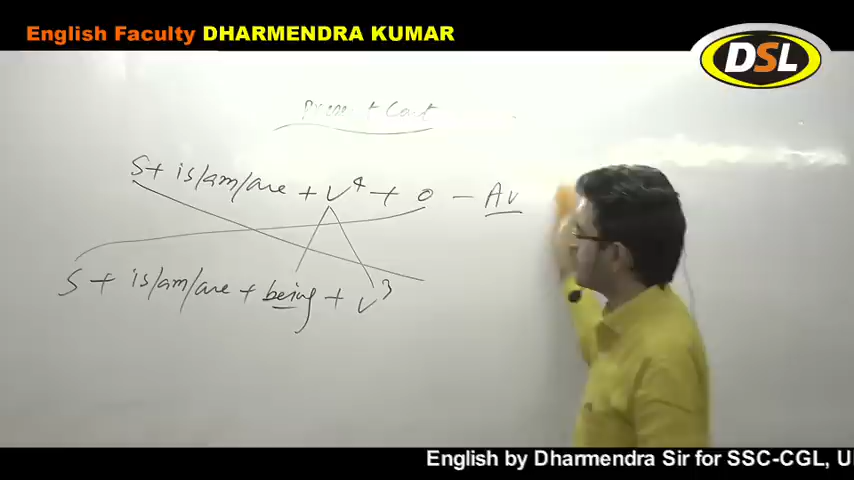 English Faculty DHARMENDRA KUMAR
DSL
Present Cont
S+ is/am/are + V4 + O - AV
S + is/am/are + being + V3
English by Dharmendra Sir for SSC-CGL, U